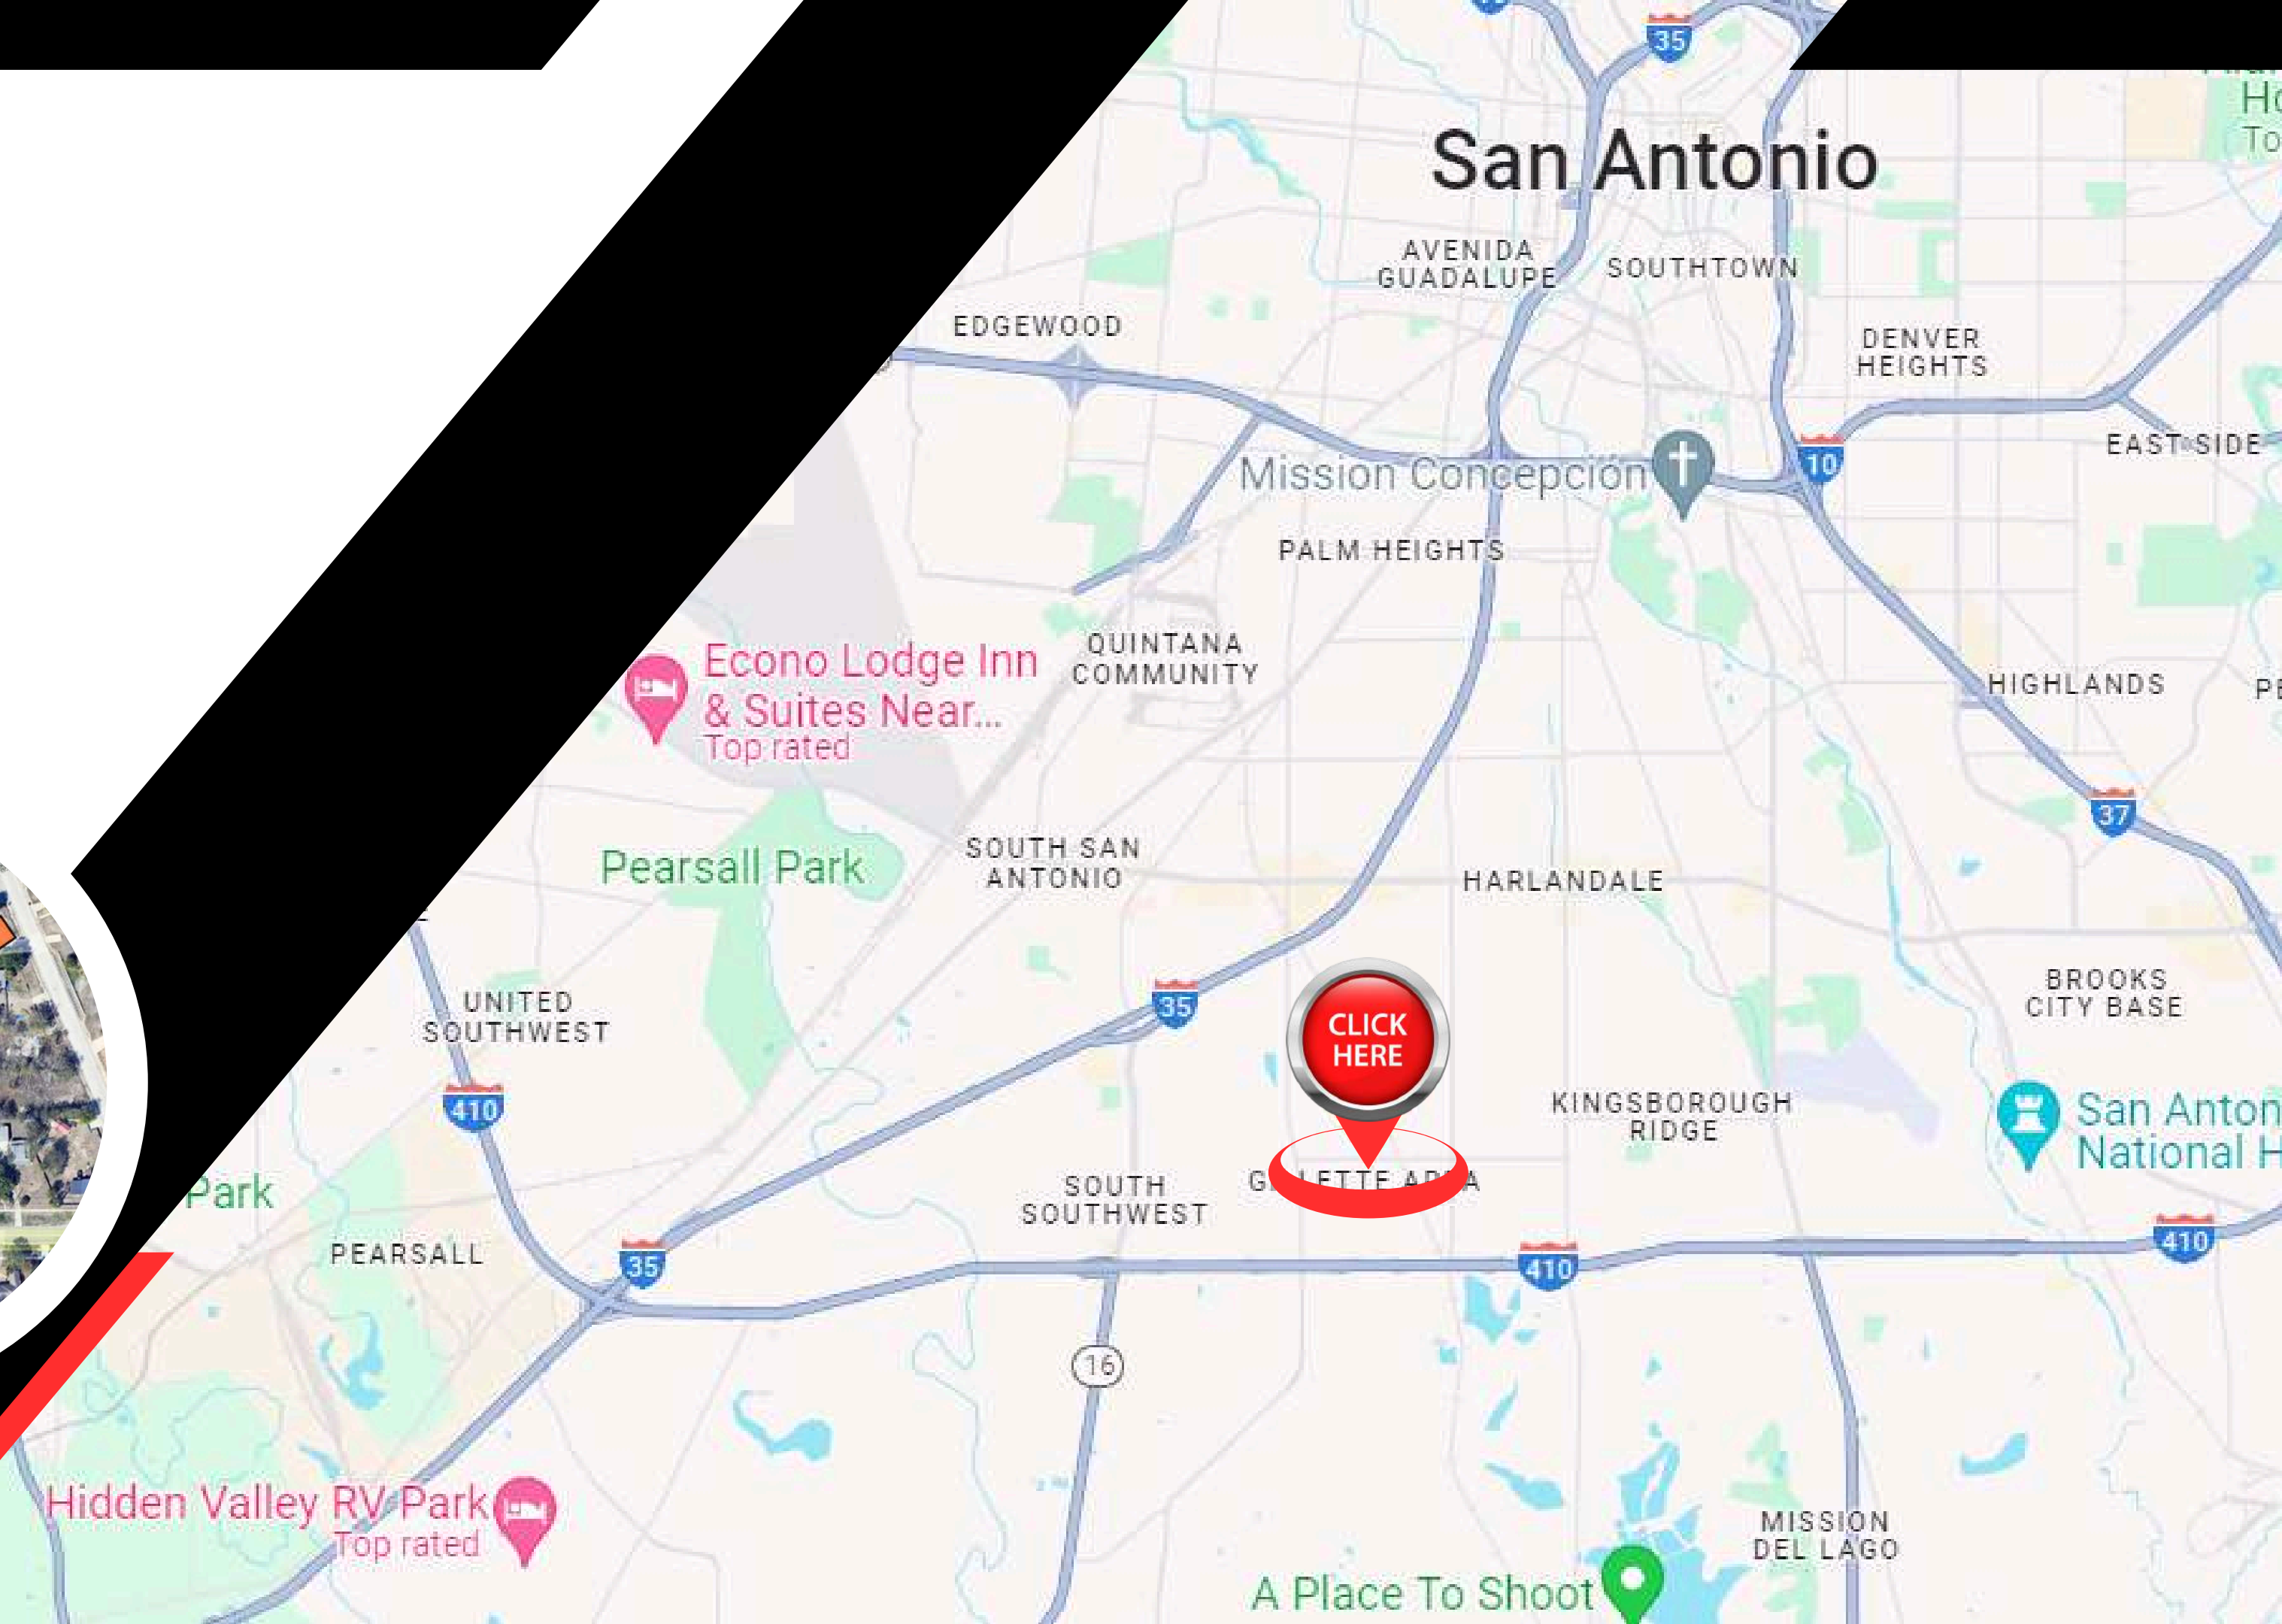 35
San Antonio
AVENIDA
GUADALUPE
SOUTHTOWN
EDGEWOOD
DENVER
HEIGHTS
EAST SIDE
Mission Concepción
10
PALM HEIGHTS
QUINTANA
COMMUNITY
Econo Lodge Inn
& Suites Near...
Top rated
HIGHLANDS
37
Pearsall Park
SOUTH SAN
ANTONIO
HARLANDALE
UNITED
SOUTHWEST
35
CLICK
HERE
BROOKS
CITY BASE
410
KINGSBOROUGH
RIDGE
San Anton
National H
Park
SOUTH
SOUTHWEST
PEARSALL
35
410
410
16
Hidden Valley RV Park
Top rated
MISSION
DEL LAGO
A Place To Shoot